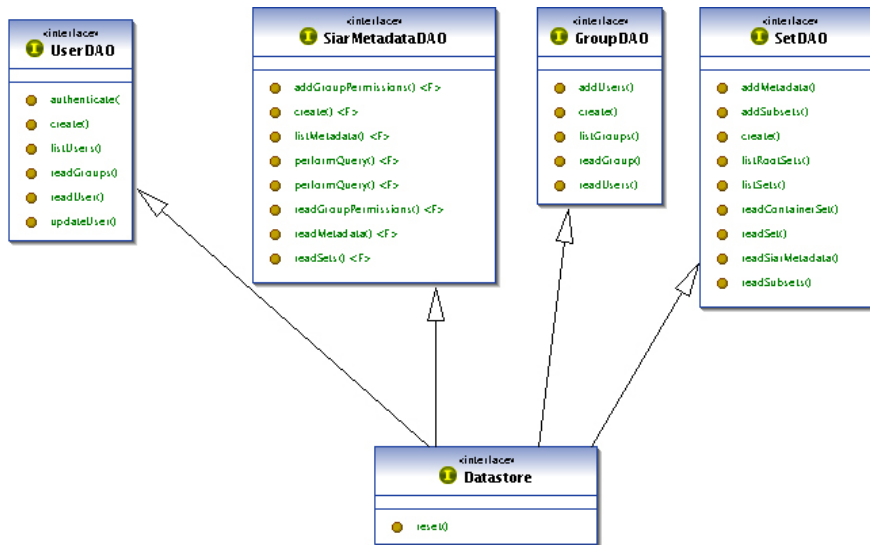 «interface»
UserDAO
authenticate(
create()
listUsers()
readGroups()
readUser()
updateUser()
«interface»
SiarMetadataDAO
addGroupPermissions() <F>
create() <F>
listMetadata() <F>
performQuery() <F>
performQuery() <F>
readGroupPermissions() <F>
readMetadata() <F>
readSets() <F>
«interface»
GroupDAO
addUsers()
create()
listGroups()
readGroup()
readUsers()
«interface»
SetDAO
addMetadata()
addSubsets()
create()
listRootSets()
listSets()
readContainerSet()
readSet()
readSiarMetadata()
readSubsets()
«interface»
Datastore
reset()